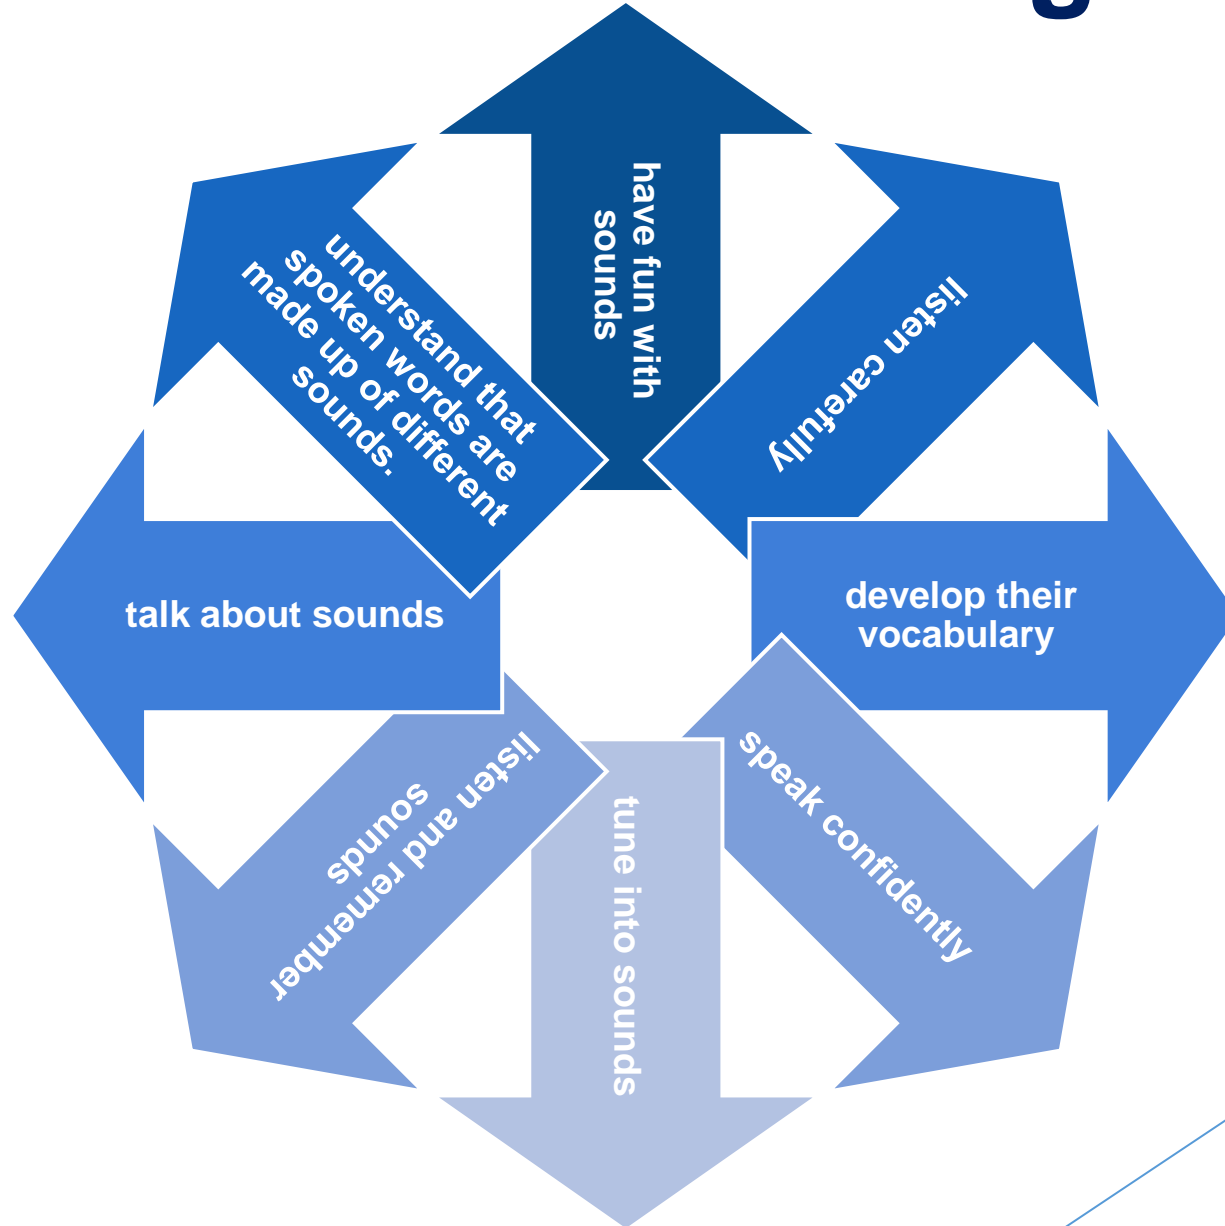 g
have fun with
sounds
listen carefully
develop their
vocabulary
speak confidently
tune into sounds
listen and remember
sounds
talk about sounds
understand that
spoken words are
made up of different
sounds.